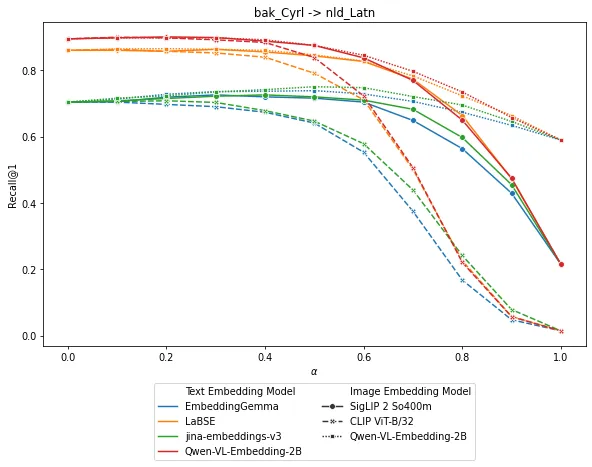 bak_Cyrl -> nld_Latn
Recall@1
0.8
0.6
0.4
0.2
0.0
0.0 0.2 0.4 0.6 0.8 1.0
α
Text Embedding Model Image Embedding Model
EmbeddingGemma SigLIP 2 So400m
LaBSE CLIP ViT-B/32
jina-embeddings-v3 Qwen-VL-Embedding-2B
Qwen-VL-Embedding-2B